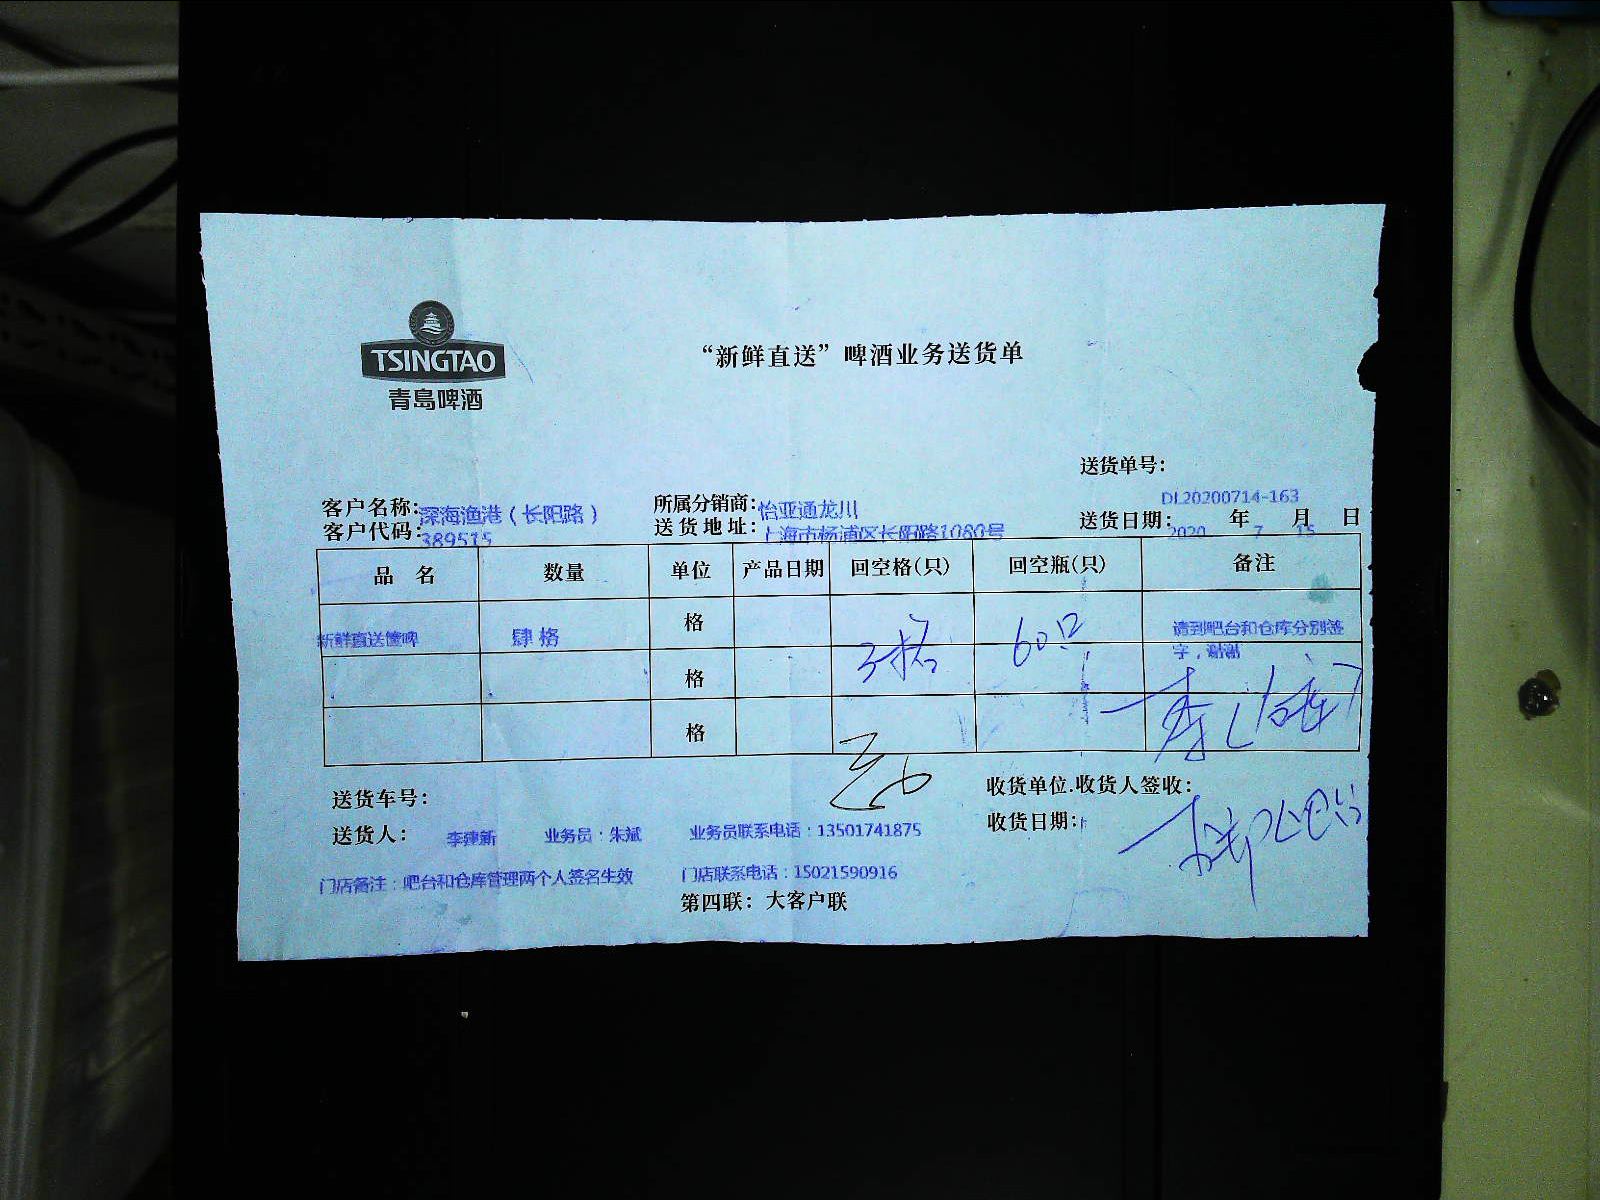 TSINGTAO
青岛啤酒
“新鲜直送”啤酒业务送货单
送货单号：
DL20200714-163
客户名称：深海渔港（长阳路） 所属分销商：怡亚通龙川
客户代码：389515 送货地址：上海市杨浦区长阳路1080号 送货日期：2020年7月15日
品 名 数量 单位 产品日期 回空格(只) 回空瓶(只) 备注
新鲜直送筐啤 肆格 格 3格 60只 请到吧台和仓库分别签字，谢谢
格
格
送货车号： 收货单位.收货人签收：
送货人： 李建新 业务员：朱斌 业务员联系电话：13501741875 收货日期：
门店备注：吧台和仓库管理两个人签名生效 门店联系电话：15021590916
第四联：大客户联